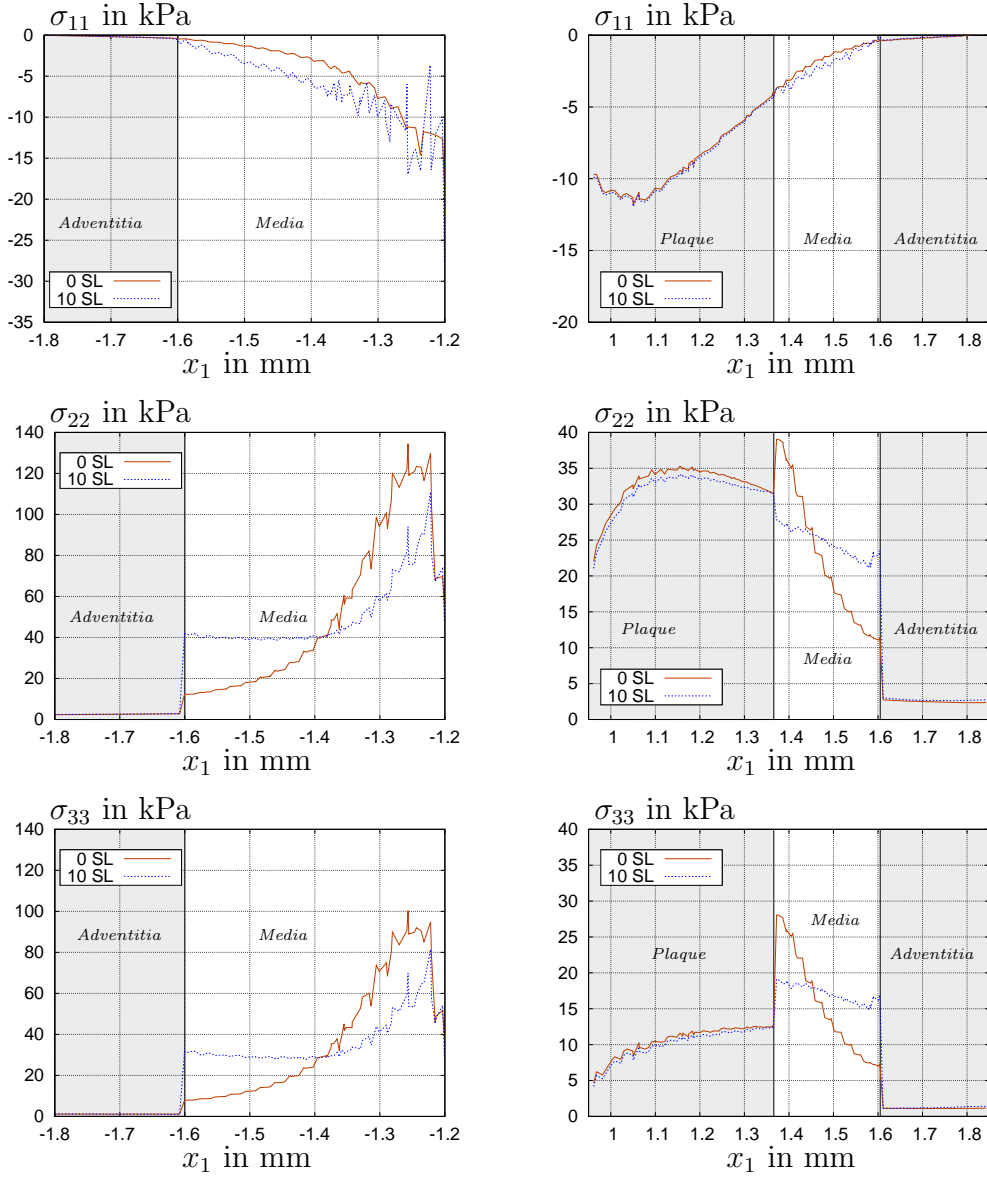 σ11 in kPa
0
-5
-10
-15
-20
-25
-30
-35
Adventitia
Media
0 SL
10 SL
-1.8 -1.7 -1.6 -1.5 -1.4 -1.3 -1.2
x1 in mm
σ11 in kPa
0
-5
-10
-15
-20
Plaque
Media
Adventitia
0 SL
10 SL
1 1.1 1.2 1.3 1.4 1.5 1.6 1.7 1.8
x1 in mm
σ22 in kPa
140
120
100
80
60
40
20
0
0 SL
10 SL
Adventitia
Media
-1.8 -1.7 -1.6 -1.5 -1.4 -1.3 -1.2
x1 in mm
σ22 in kPa
40
35
30
25
20
15
10
5
0
Plaque
Media
Adventitia
0 SL
10 SL
1 1.1 1.2 1.3 1.4 1.5 1.6 1.7 1.8
x1 in mm
σ33 in kPa
140
120
100
80
60
40
20
0
0 SL
10 SL
Adventitia
Media
-1.8 -1.7 -1.6 -1.5 -1.4 -1.3 -1.2
x1 in mm
σ33 in kPa
40
35
30
25
20
15
10
5
0
0 SL
10 SL
Media
Plaque
Adventitia
1 1.1 1.2 1.3 1.4 1.5 1.6 1.7 1.8
x1 in mm